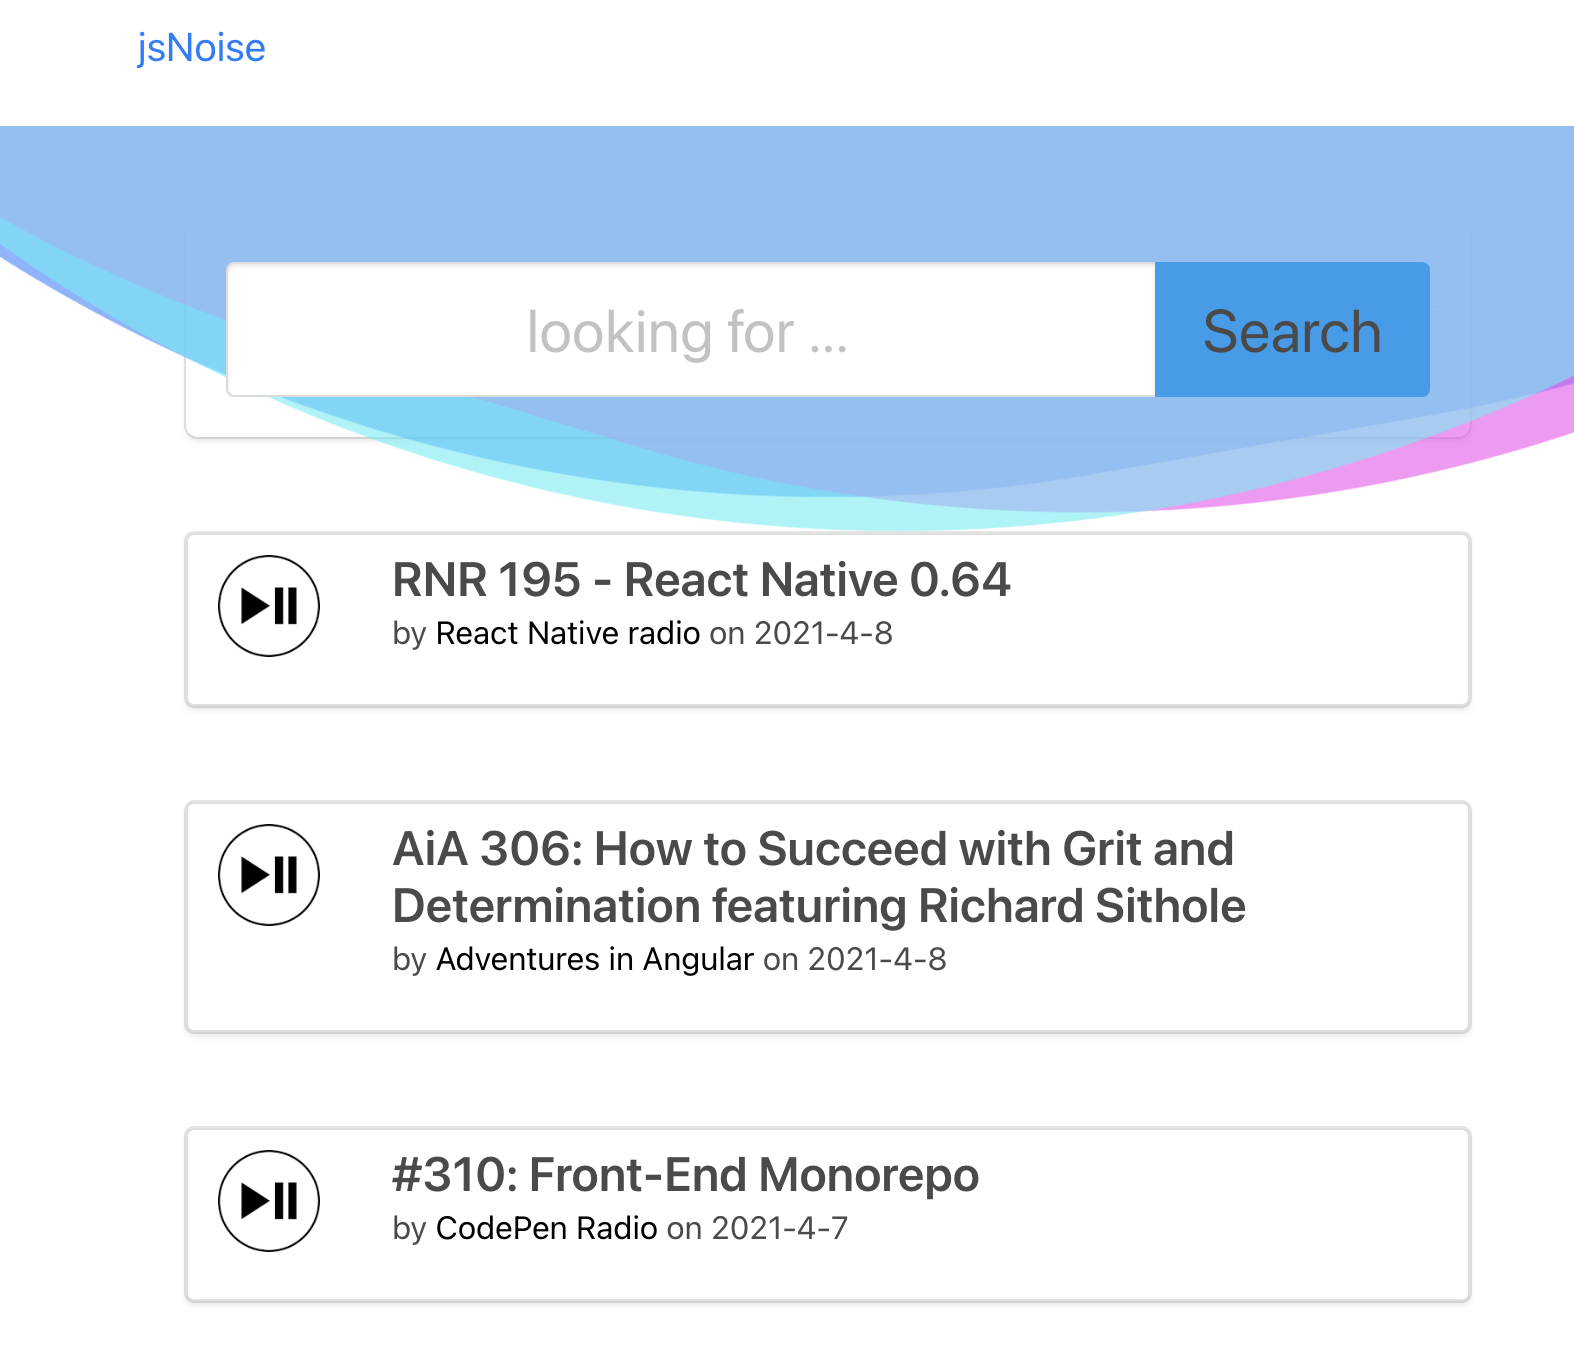 jsNoise
looking for ...
Search
RNR 195 - React Native 0.64
by React Native radio on 2021-4-8
AiA 306: How to Succeed with Grit and
Determination featuring Richard Sithole
by Adventures in Angular on 2021-4-8
#310: Front-End Monorepo
by CodePen Radio on 2021-4-7